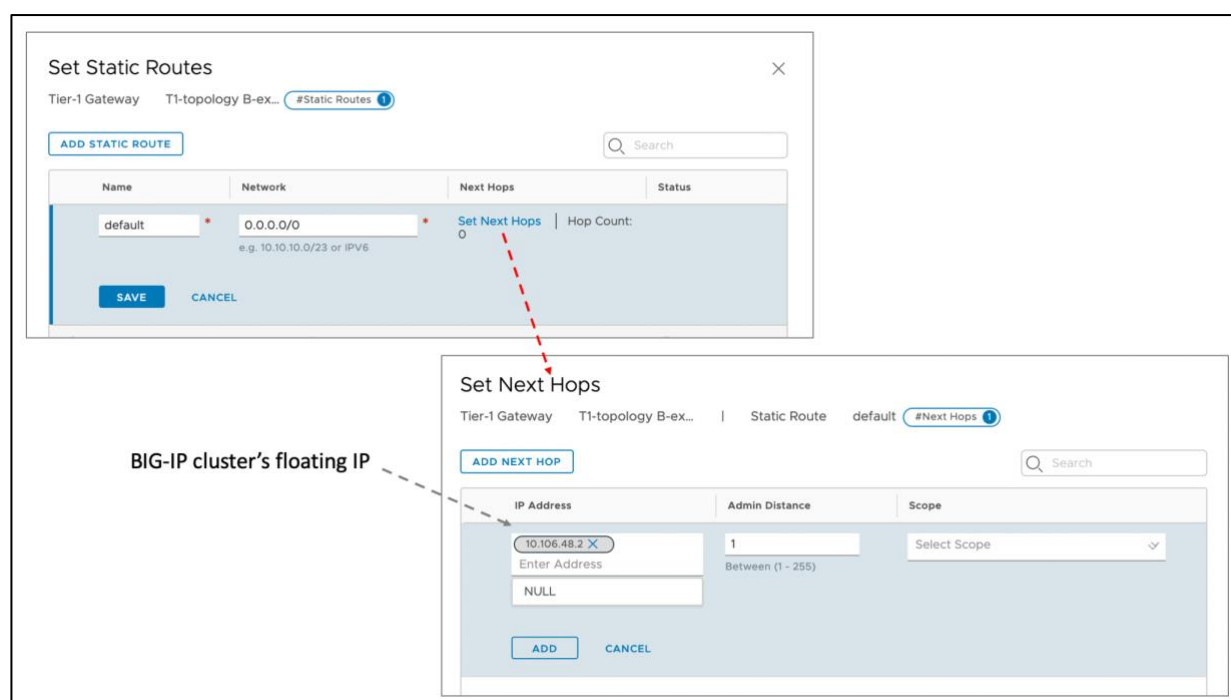 Set Static Routes
Tier-1 Gateway T1-topology B-ex... #Static Routes 1
ADD STATIC ROUTE
Search
Name Network Next Hops Status
default * 0.0.0.0/0 * Set Next Hops | Hop Count:
0
e.g. 10.10.10.0/23 or IPV6
SAVE CANCEL
Set Next Hops
Tier-1 Gateway T1-topology B-ex... | Static Route default #Next Hops 1
BIG-IP cluster's floating IP
ADD NEXT HOP
Search
IP Address Admin Distance Scope
10.106.48.2 1 Select Scope
Enter Address Between (1 - 255)
NULL
ADD CANCEL